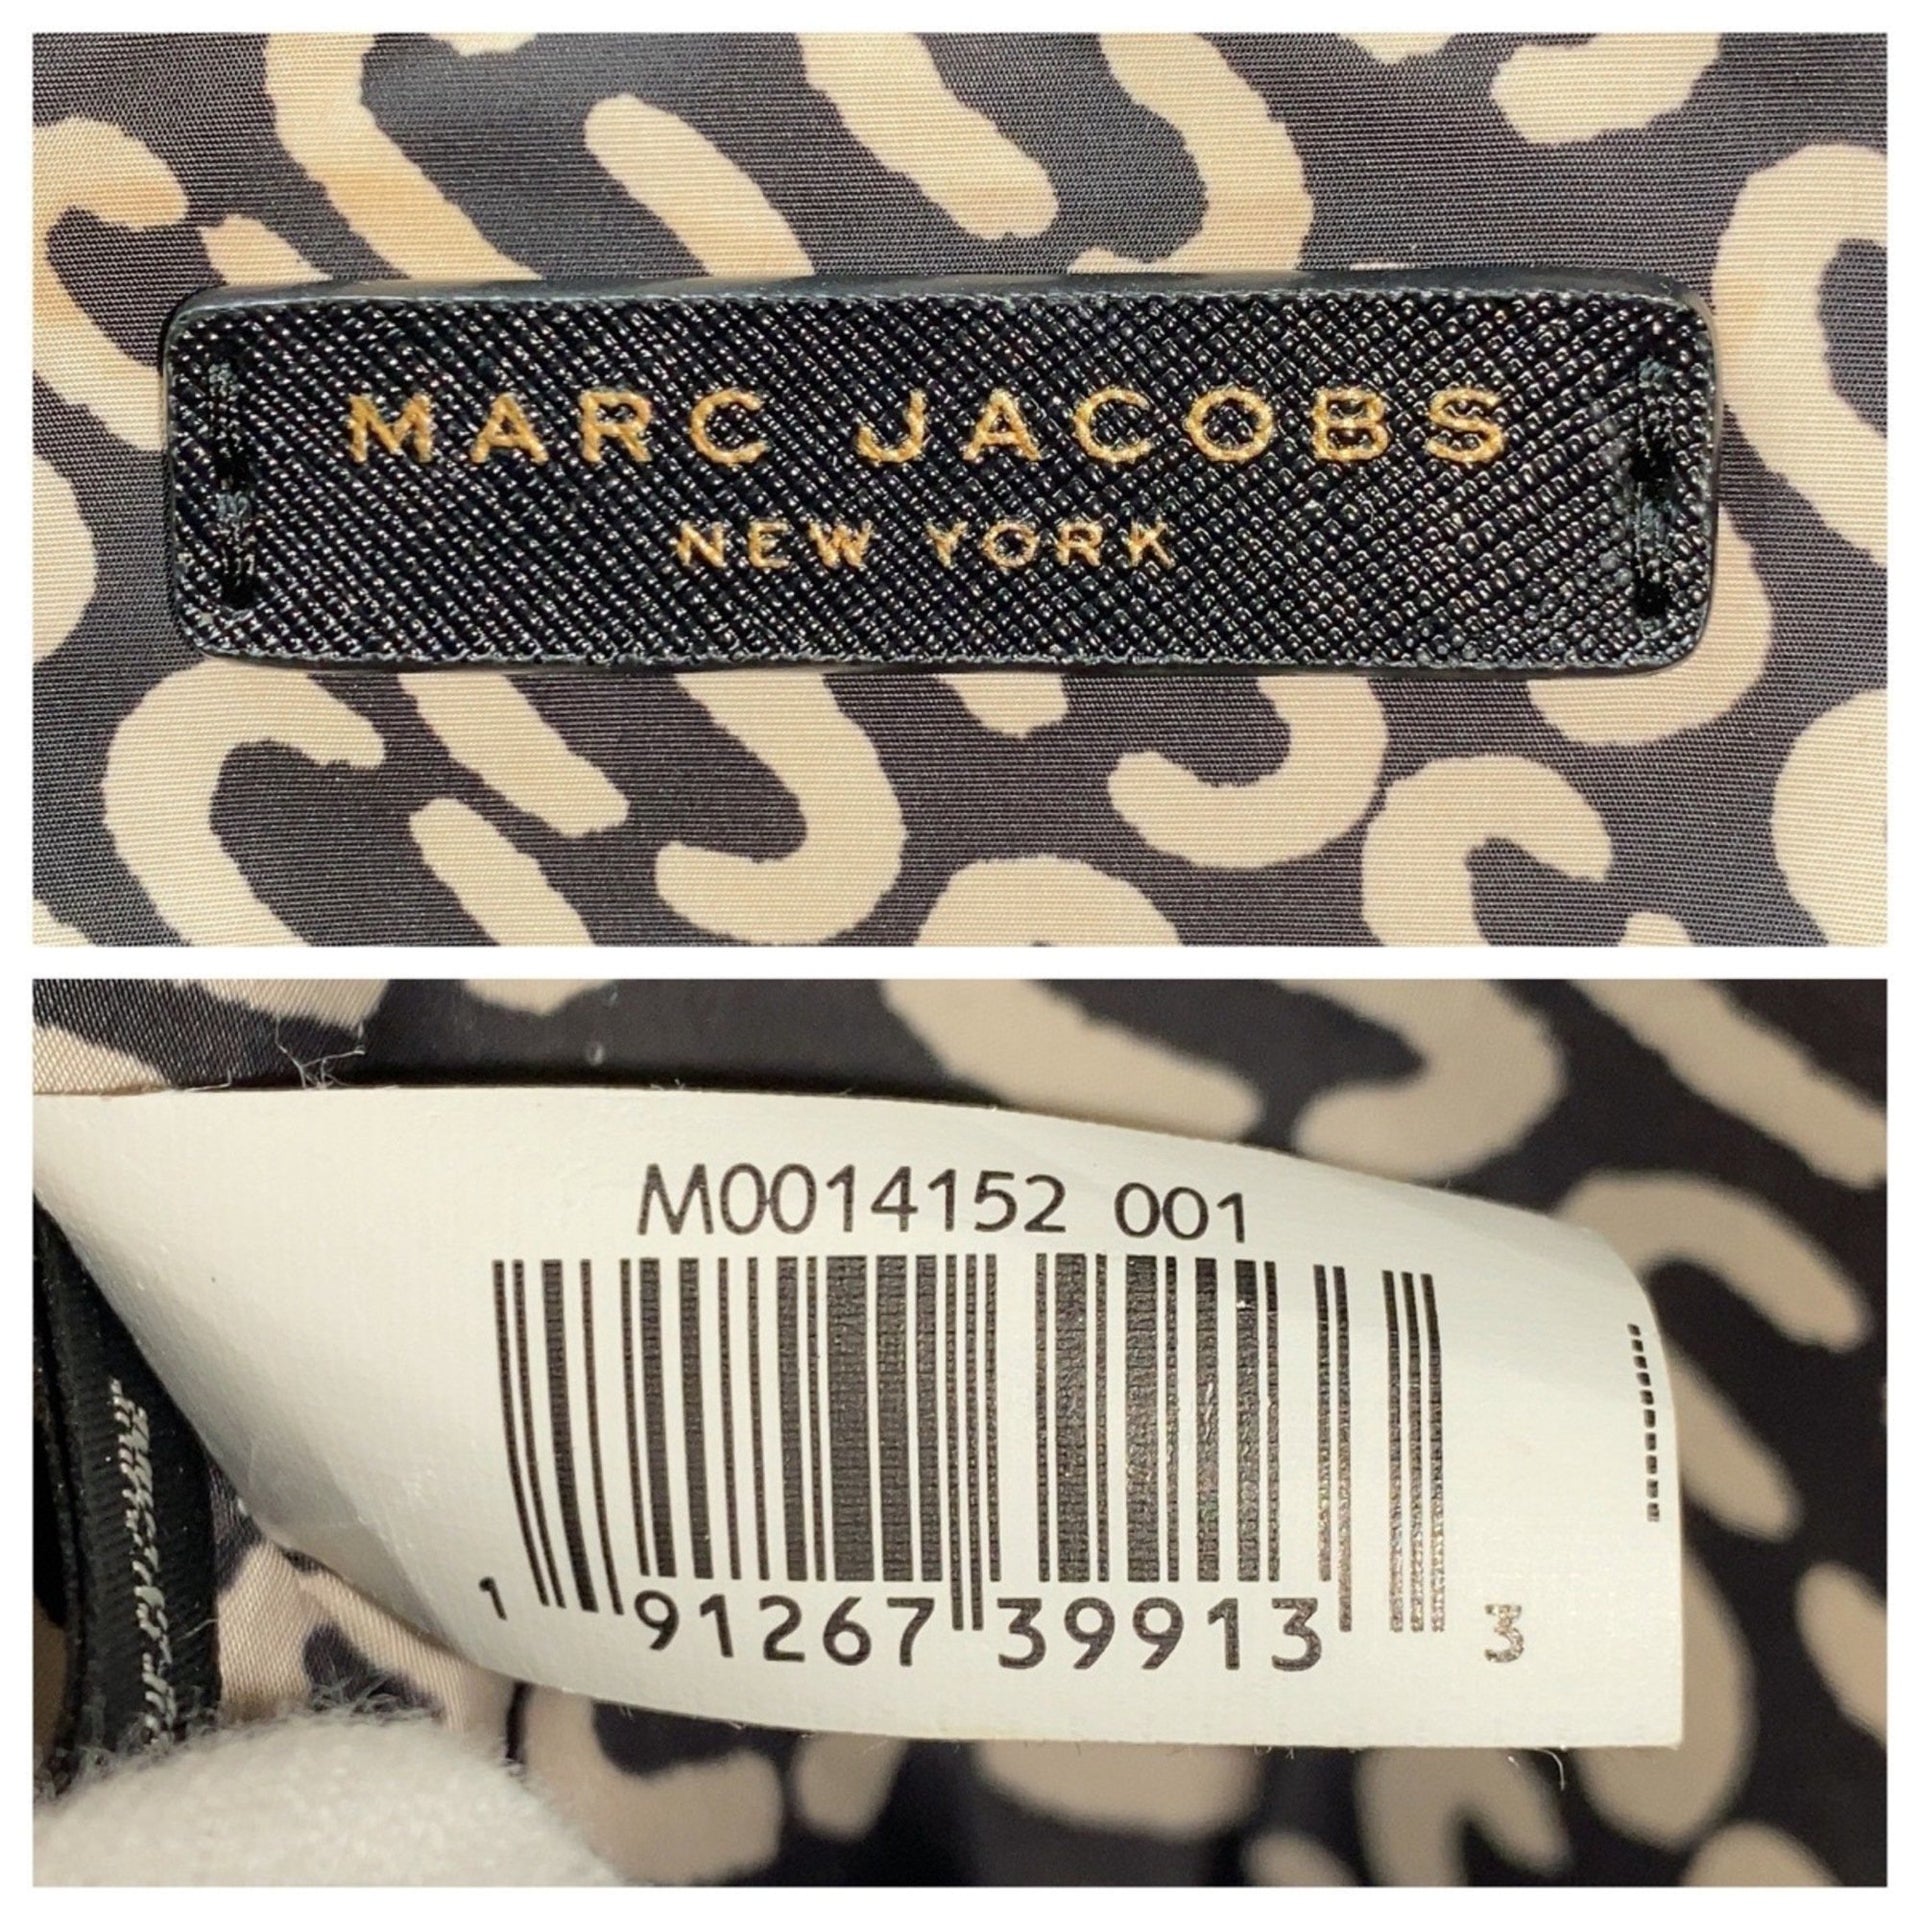 MARC JACOBS
NEW YORK
M0014152 001
1 91267 39913 3